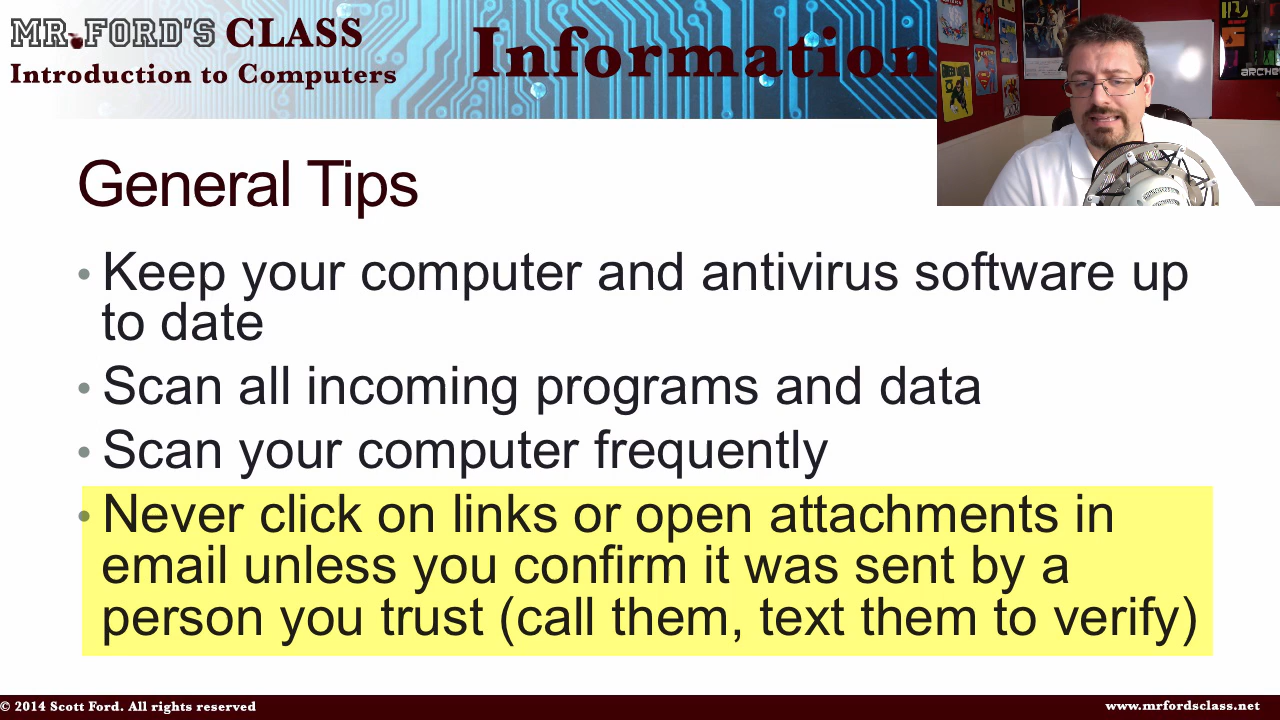 MR.FORD'S CLASS
Introduction to Computers
Information
ARCHE
General Tips
• Keep your computer and antivirus software up
to date
• Scan all incoming programs and data
• Scan your computer frequently
• Never click on links or open attachments in
email unless you confirm it was sent by a
person you trust (call them, text them to verify)
© 2014 Scott Ford. All rights reserved
www.mrfordsclass.net